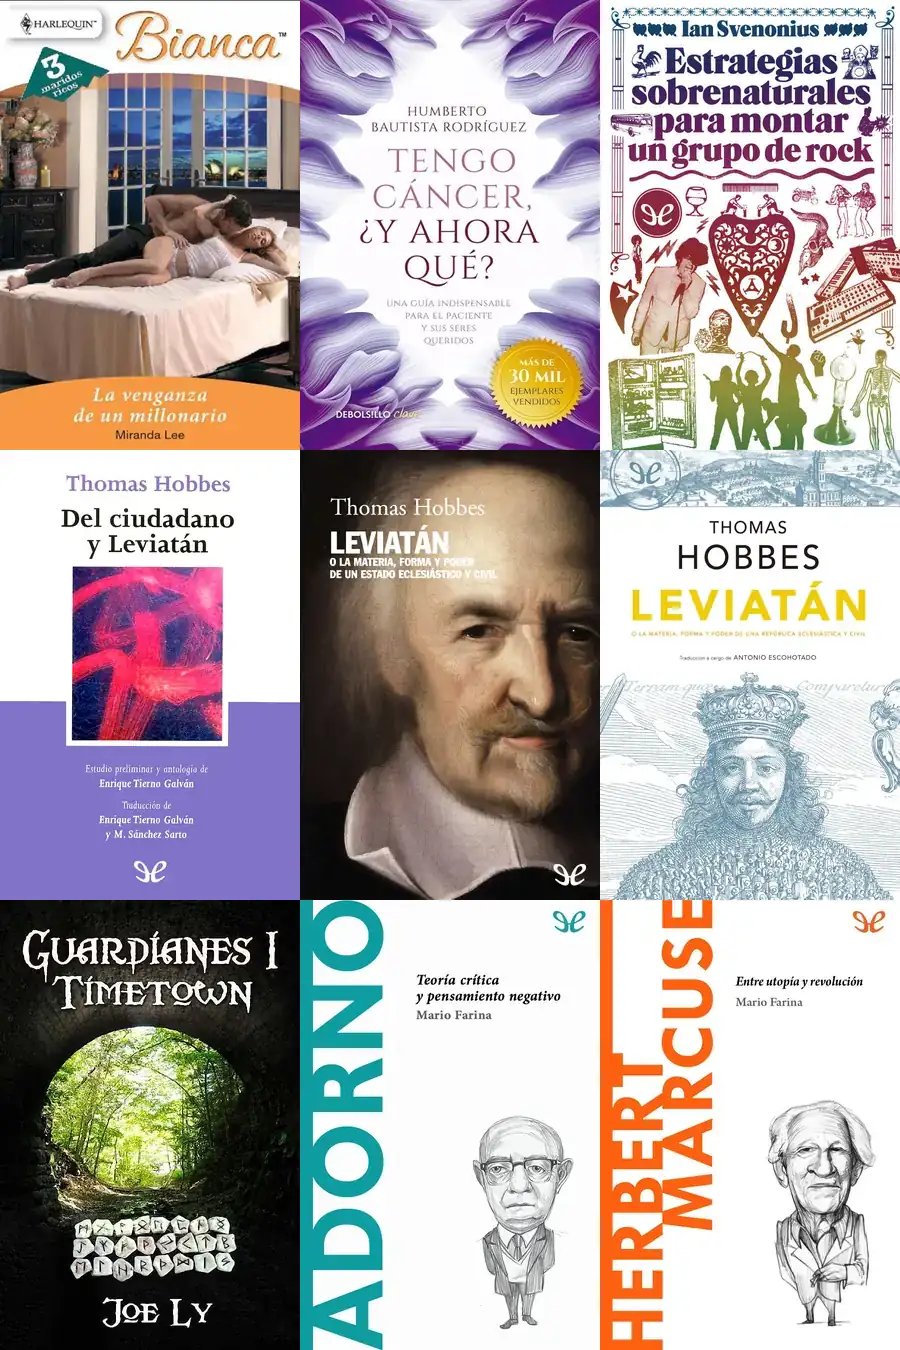 HARLEQUIN™
Bianca™
3
maridos
ricos
La venganza
de un millonario
Miranda Lee
HUMBERTO
BAUTISTA RODRÍGUEZ
TENGO
CÁNCER,
¿Y AHORA
QUÉ?
UNA GUÍA INDISPENSABLE
PARA EL PACIENTE
Y SUS SERES
QUERIDOS
MÁS DE
30 MIL
EJEMPLARES
VENDIDOS
DEBOLSILLO clave
Ian Svenonius
Estrategias
sobrenaturales
para montar
un grupo de rock
Thomas Hobbes
Del ciudadano
y Leviatán
Estudio preliminar y antología de
Enrique Tierno Galván
Traducción de
Enrique Tierno Galván
y M. Sánchez Sarto
Thomas Hobbes
LEVIATÁN
O LA MATERIA, FORMA Y PODER
DE UN ESTADO ECLESIÁSTICO Y CIVIL
THOMAS
HOBBES
LEVIATÁN
O LA MATERIA, FORMA Y PODER DE UNA REPÚBLICA ECLESIÁSTICA Y CIVIL
Traducción a cargo de ANTONIO ESCOHOTADO
GUARDIANES I
TIMETOWN
JOE LY
ADORNO
Teoría crítica
y pensamiento negativo
Mario Farina
HERBERT
MARCUSE
Entre utopía y revolución
Mario Farina